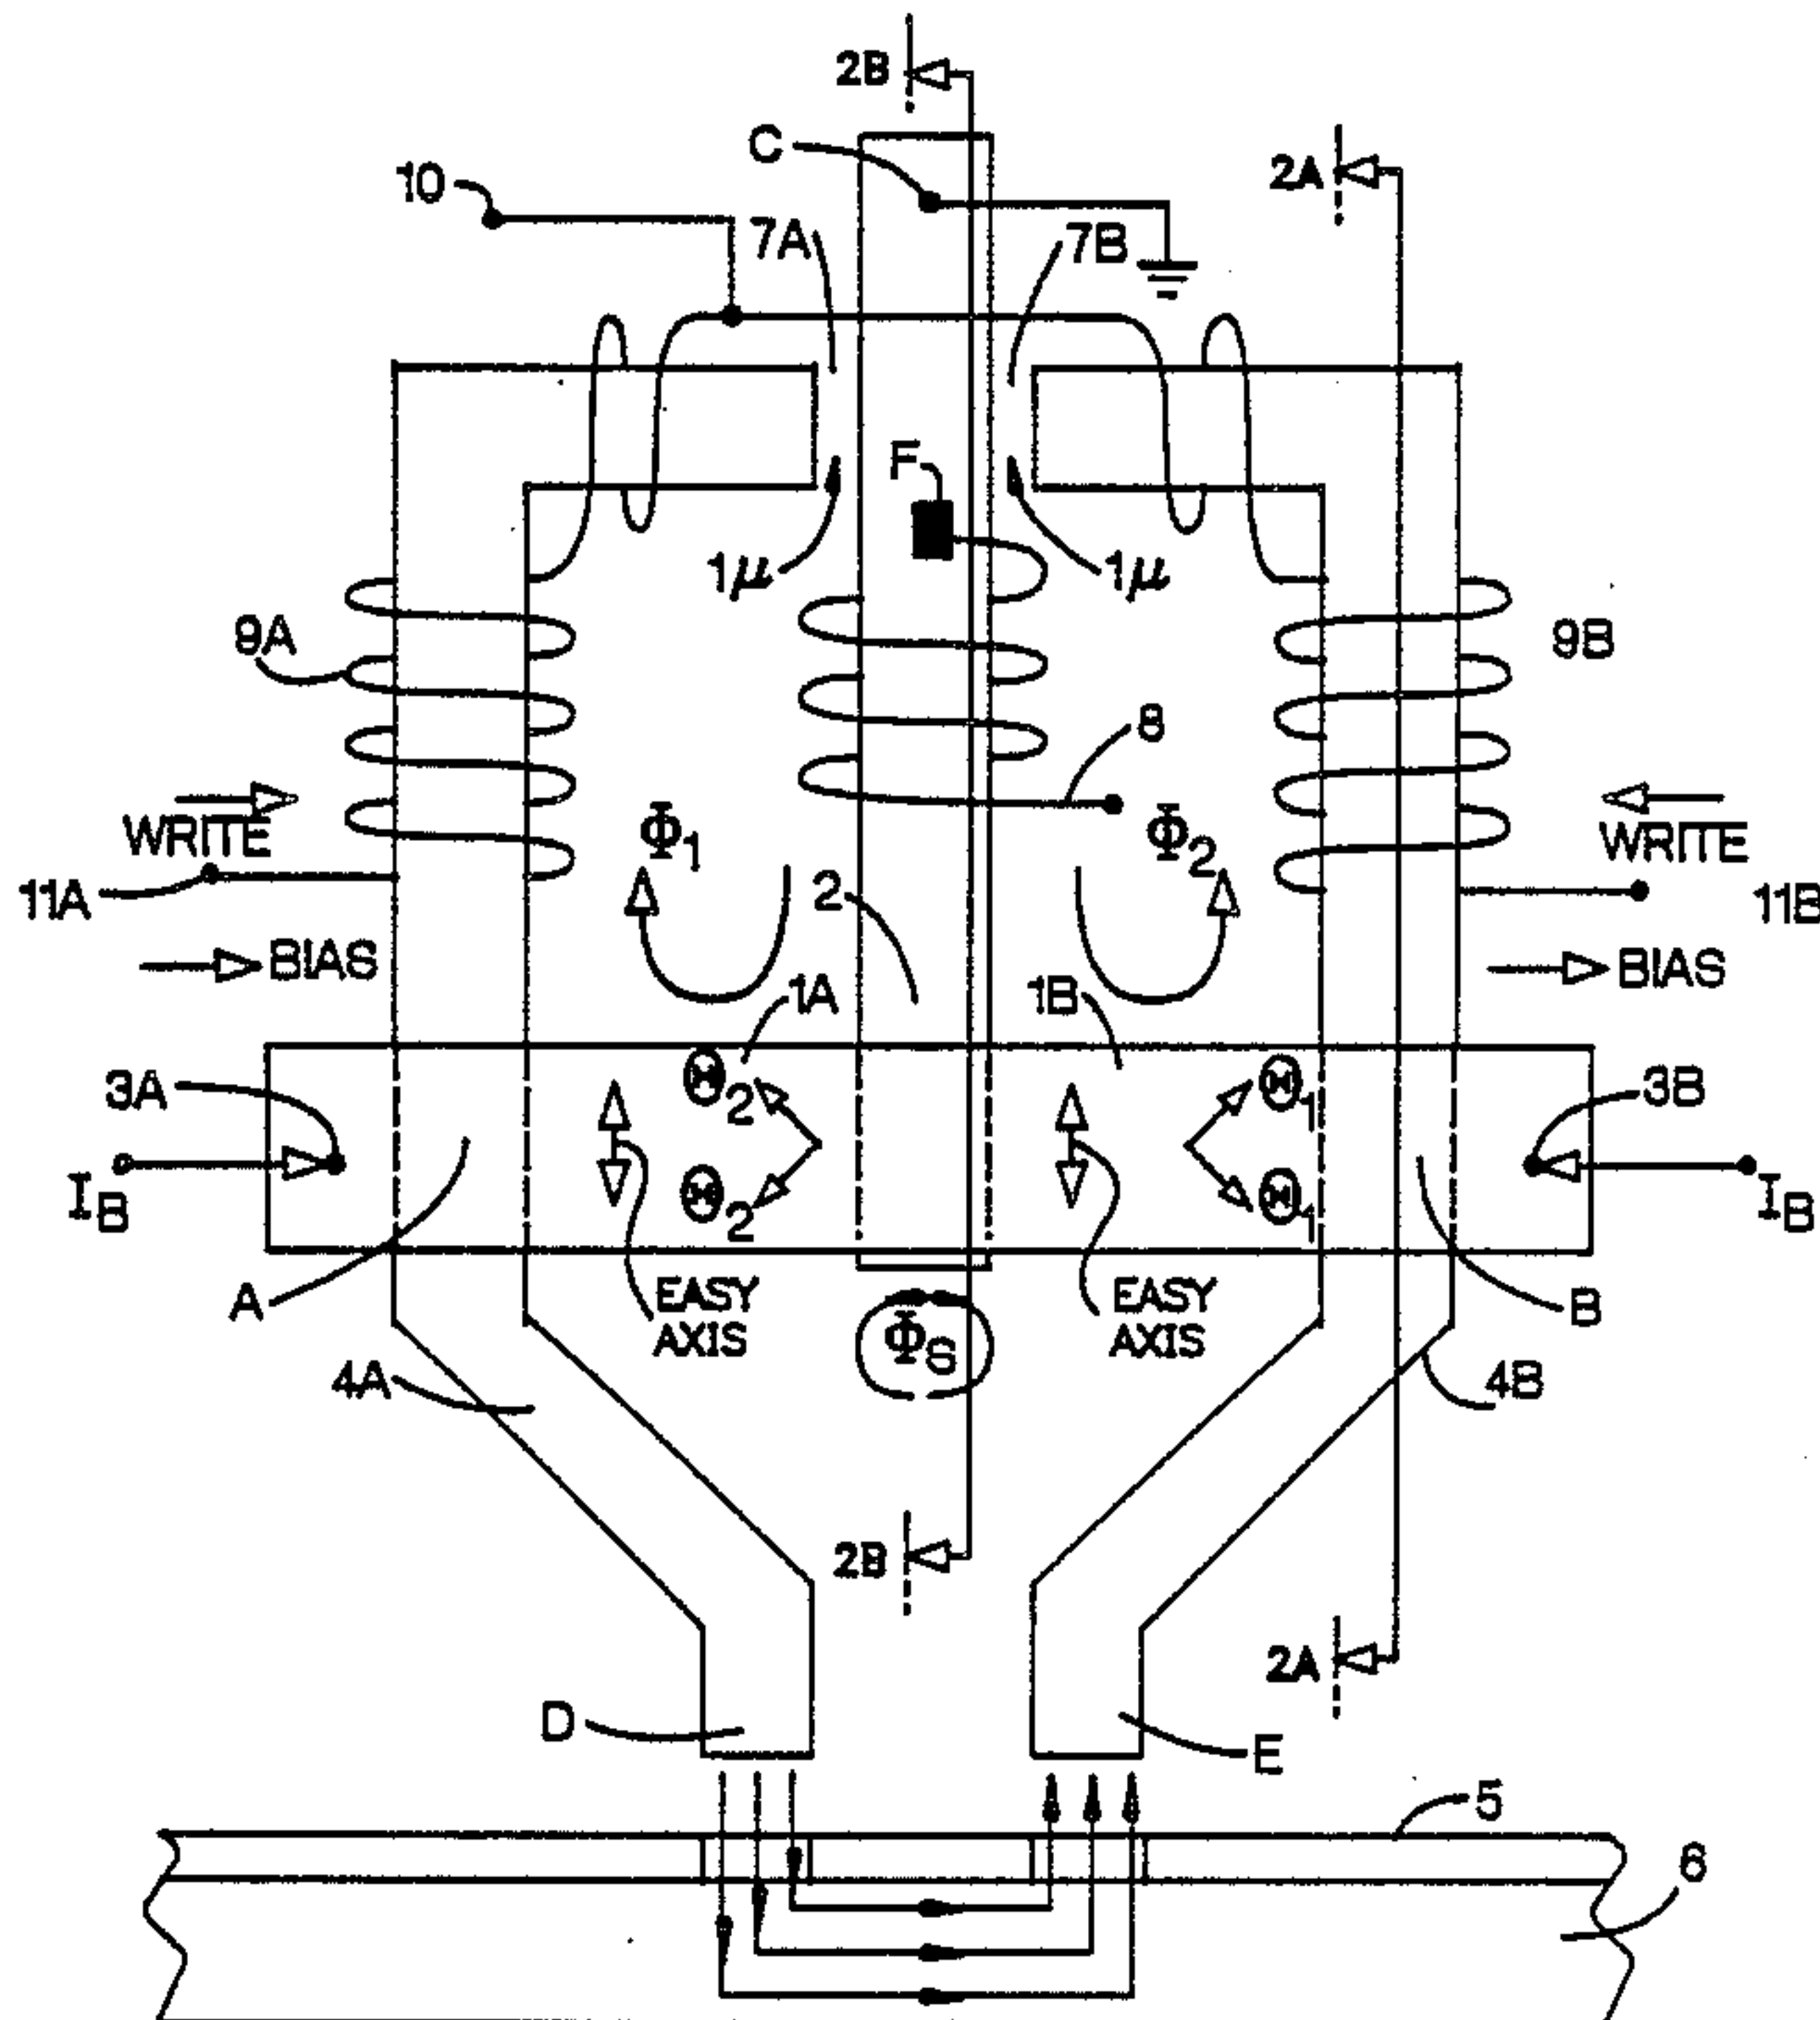 2B
C
2A
10
7A
7B
F
1μ
1μ
9A
9B
8
WRITE
Φ1
Φ2
WRITE
11A
2
11B
BIAS
BIAS
1A
1B
3A
Θ2
Θ1
3B
IB
Θ2
Θ1
IB
A
EASY
AXIS
ΦS
EASY
AXIS
B
4A
4B
2B
2A
D
E
5
6